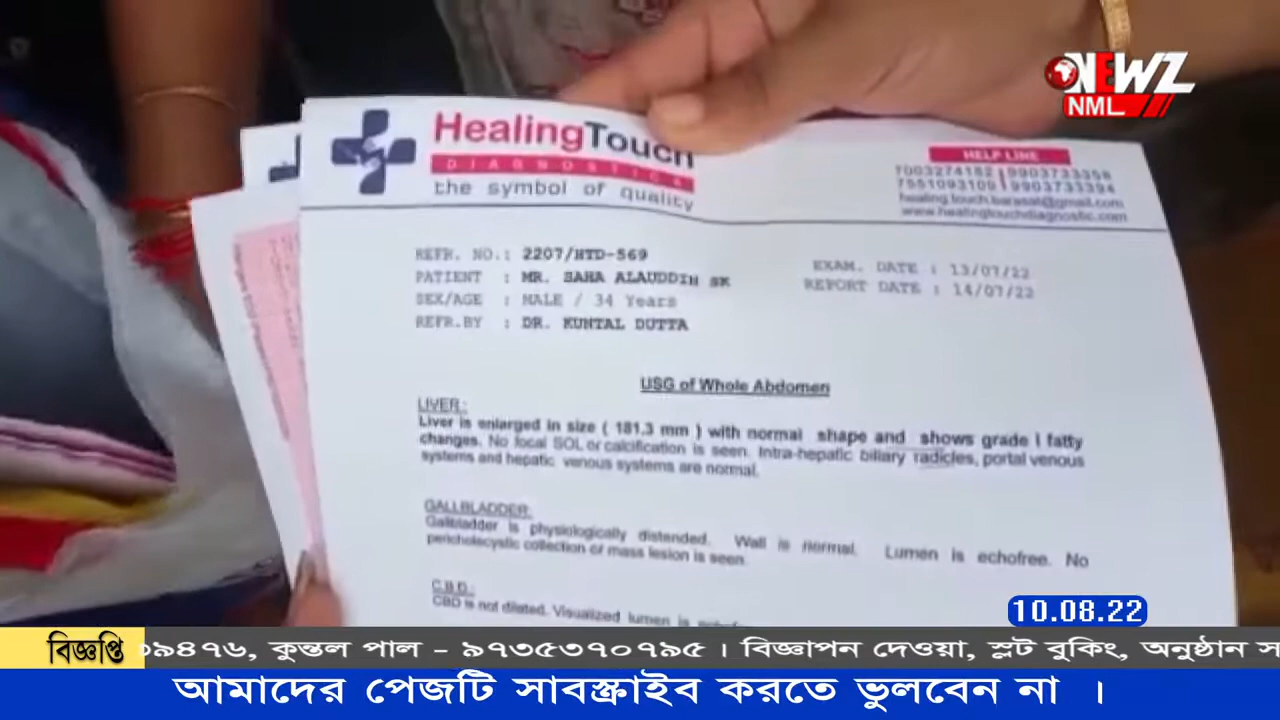 NEWZ
NML
HealingTouch
DIAGNOSTICS
the symbol of quality
HELP LINE
7003274182 | 9903733356
7551093109 | 9903733394
healing.touch.barasat@gmail.com
www.healingtouchdiagnostic.com
REFR. NO.: 2207/HTD-569
EXAM. DATE : 13/07/22
PATIENT : MR. SAHA ALAUDDIN SK
REPORT DATE : 14/07/22
SEX/AGE : MALE / 34 Years
REFR.BY : DR. KUNTAL DUTTA
USG of Whole Abdomen
LIVER:
Liver is enlarged in size ( 181.3 mm ) with normal shape and shows grade I fatty
changes. No focal SOL or calcification is seen. Intra-hepatic biliary radicles, portal venous
systems and hepatic venous systems are normal.
GALLBLADDER:
Gallbladder is physiologically distended. Wall is normal. Lumen is echofree. No
pericholecystic collection or mass lesion is seen.
C.B.D:
CBD is not dilated. Visualized lumen is
10.08.22
বিজ্ঞপ্তি
০৯৪৭৬, কুন্তল পাল - ৯৭৩৫৩৭০৭৯৫ । বিজ্ঞাপন দেওয়া, স্লট বুকিং, অনুষ্ঠান স
আমাদের পেজটি সাবস্ক্রাইব করতে ভুলবেন না ।